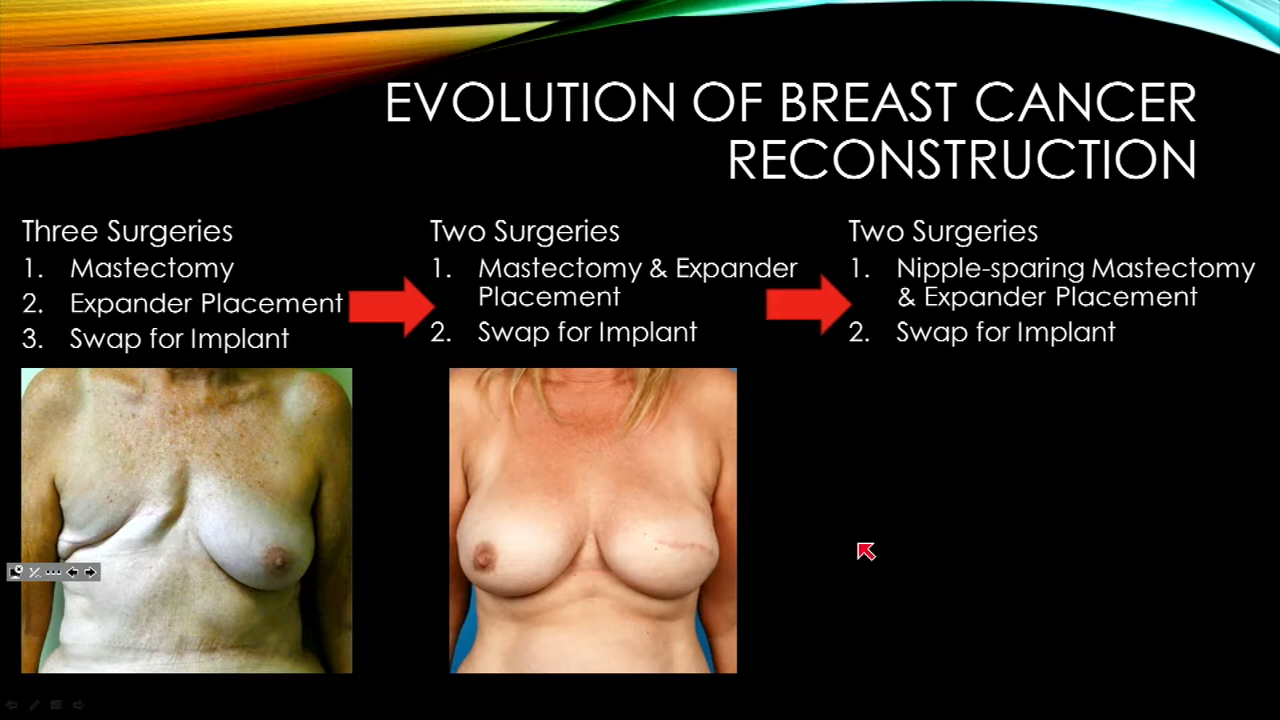 EVOLUTION OF BREAST CANCER
RECONSTRUCTION
Three Surgeries
1. Mastectomy
2. Expander Placement
3. Swap for Implant
Two Surgeries
1. Mastectomy & Expander
Placement
2. Swap for Implant
Two Surgeries
1. Nipple-sparing Mastectomy
& Expander Placement
2. Swap for Implant